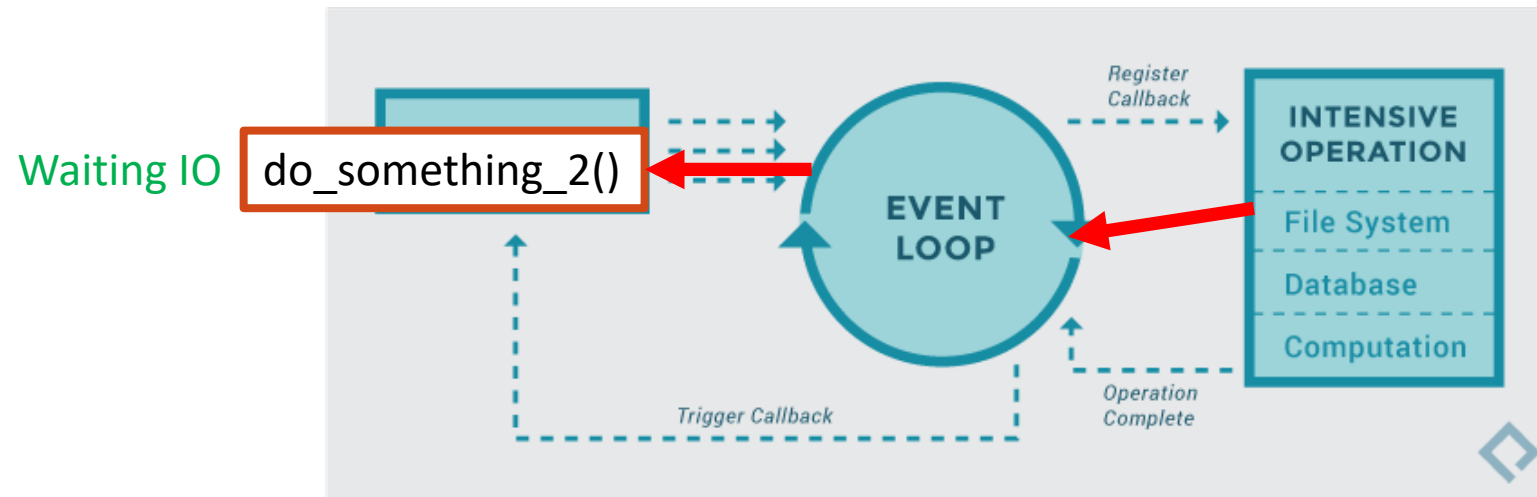 Waiting IO
do_something_2()
EVENT
LOOP
Register
Callback
INTENSIVE
OPERATION
File System
Database
Computation
Operation
Complete
Trigger Callback